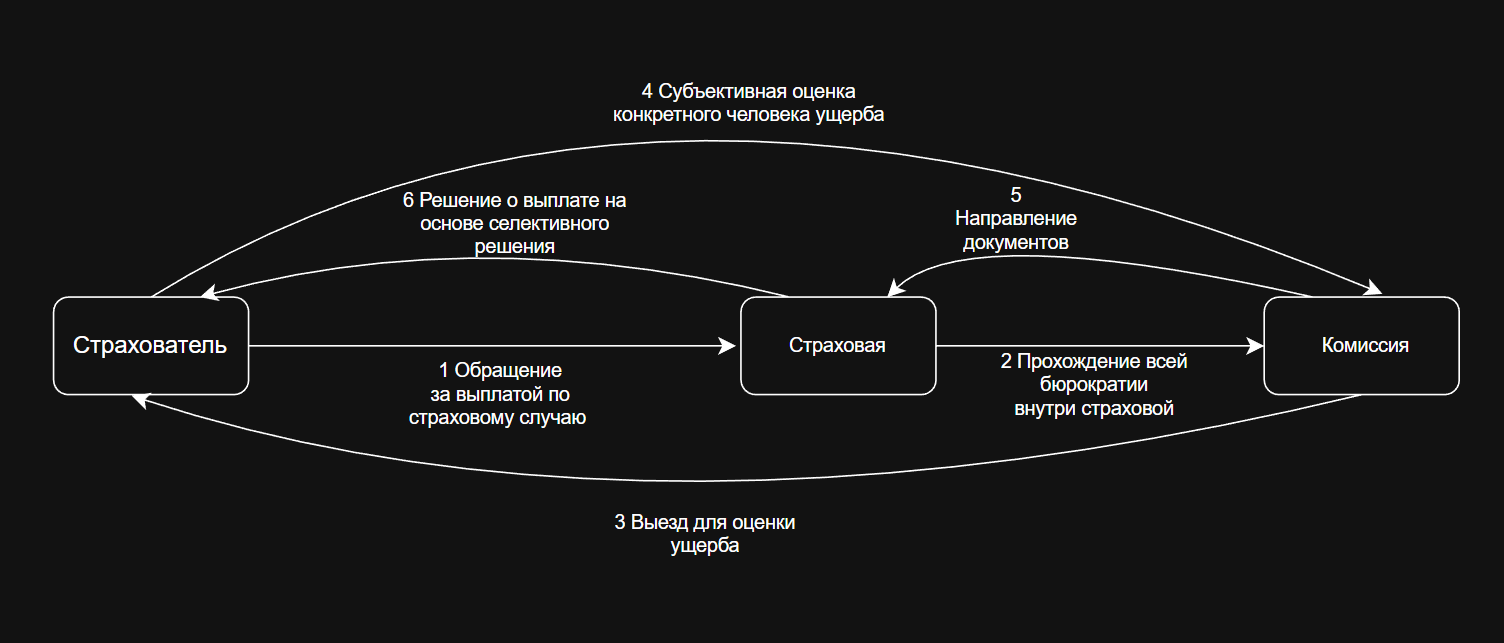 4 Субъективная оценка
конкретного человека ущерба
6 Решение о выплате на
основе селективного
решения
5
Направление
документов
Страхователь
Страховая
Комиссия
1 Обращение
за выплатой по
страховому случаю
2 Прохождение всей
бюрократии
внутри страховой
3 Выезд для оценки
ущерба